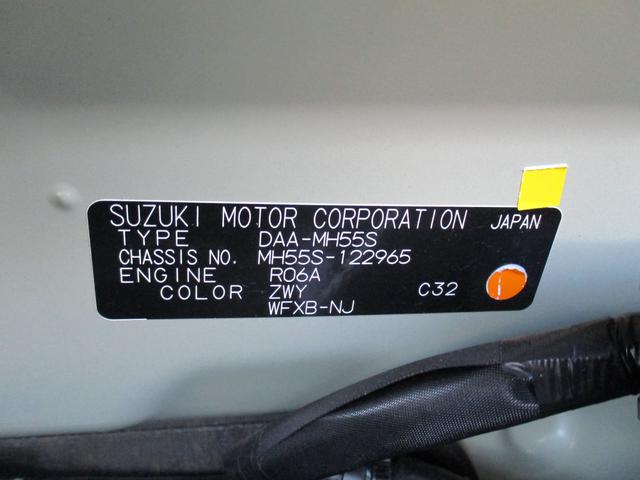 SUZUKI MOTOR CORPORATION JAPAN
TYPE DAA-MH55S
CHASSIS NO. MH55S-122965
ENGINE R06A
COLOR ZWY C32
WFXB-NJ